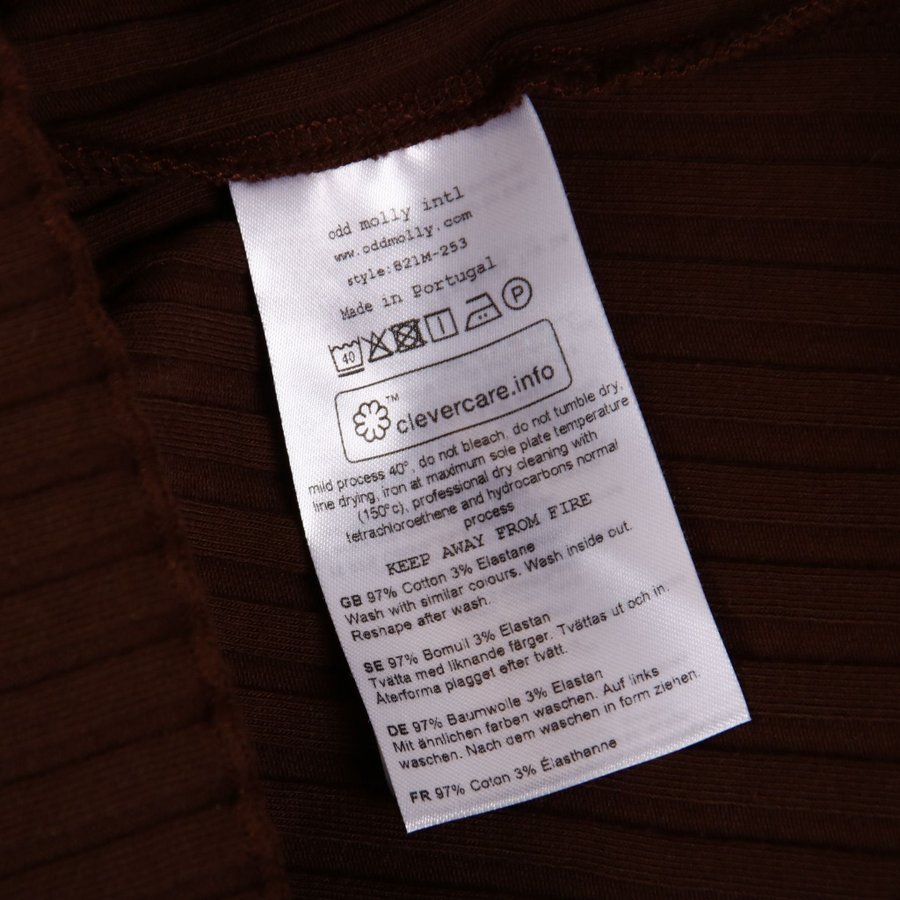 odd molly intl
www.oddmolly.com
style:821M-253
Made in Portugal
40 P
™ clevercare.info
mild process 40°, do not bleach, do not tumble dry,
line drying, iron at maximum sole plate temperature
(150°c), professional dry cleaning with
tetrachloroethene and hydrocarbons normal
process
KEEP AWAY FROM FIRE
GB 97% Cotton 3% Elastane
Wash with similar colours. Wash inside out.
Reshape after wash.
SE 97% Bomull 3% Elastan
Tvätta med liknande färger. Tvättas ut och in.
Återforma plagget efter tvätt.
DE 97% Baumwolle 3% Elastan
Mit ähnlichen farben waschen. Auf links
waschen. Nach dem waschen in form ziehen.
FR 97% Coton 3% Élasthanne